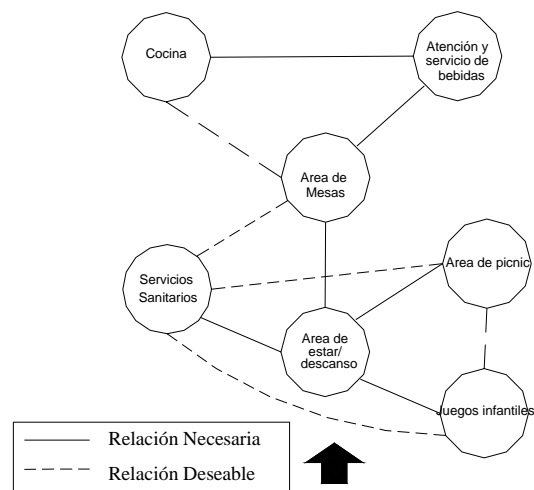 Cocina
Atención y
servicio de
bebidas
Area de
Mesas
Area de picnic
Servicios
Sanitarios
Area de
estar/
descanso
Juegos infantiles
Relación Necesaria
Relación Deseable